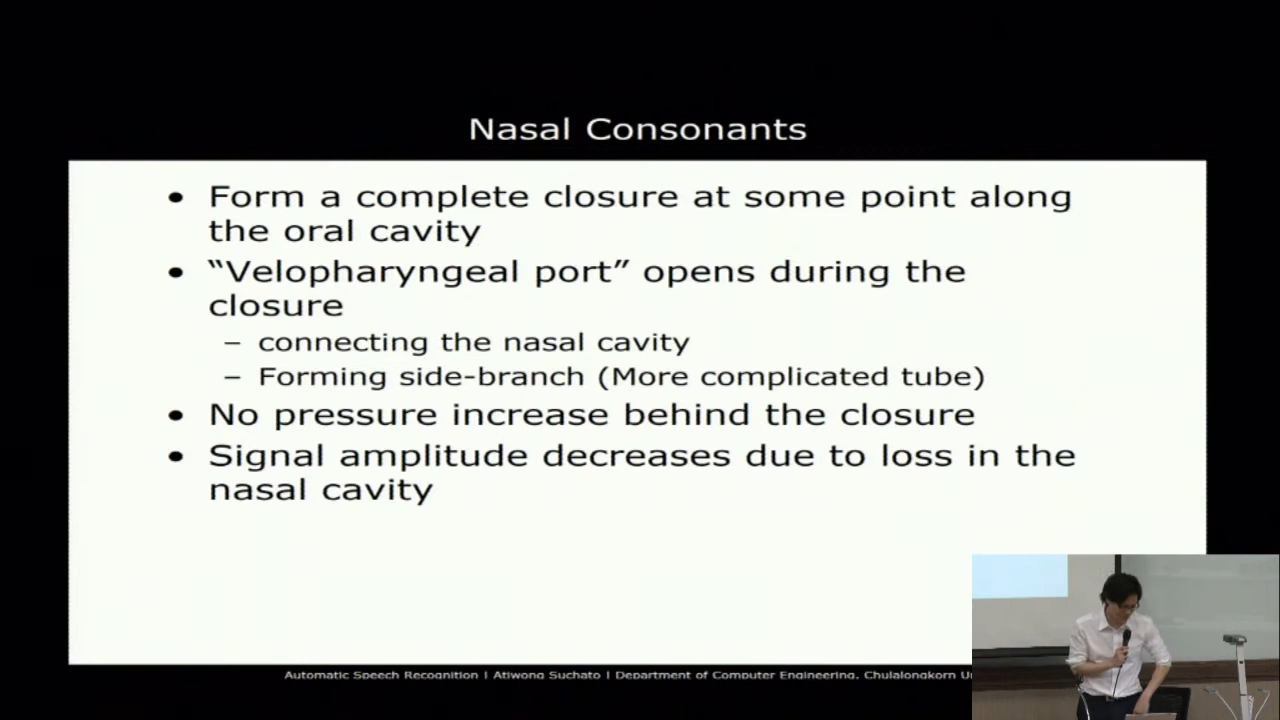 Nasal Consonants
• Form a complete closure at some point along
the oral cavity
• “Velopharyngeal port” opens during the
closure
– connecting the nasal cavity
– Forming side-branch (More complicated tube)
• No pressure increase behind the closure
• Signal amplitude decreases due to loss in the
nasal cavity
Automatic Speech Recognition | Atiwong Suchato | Department of Computer Engineering, Chulalongkorn